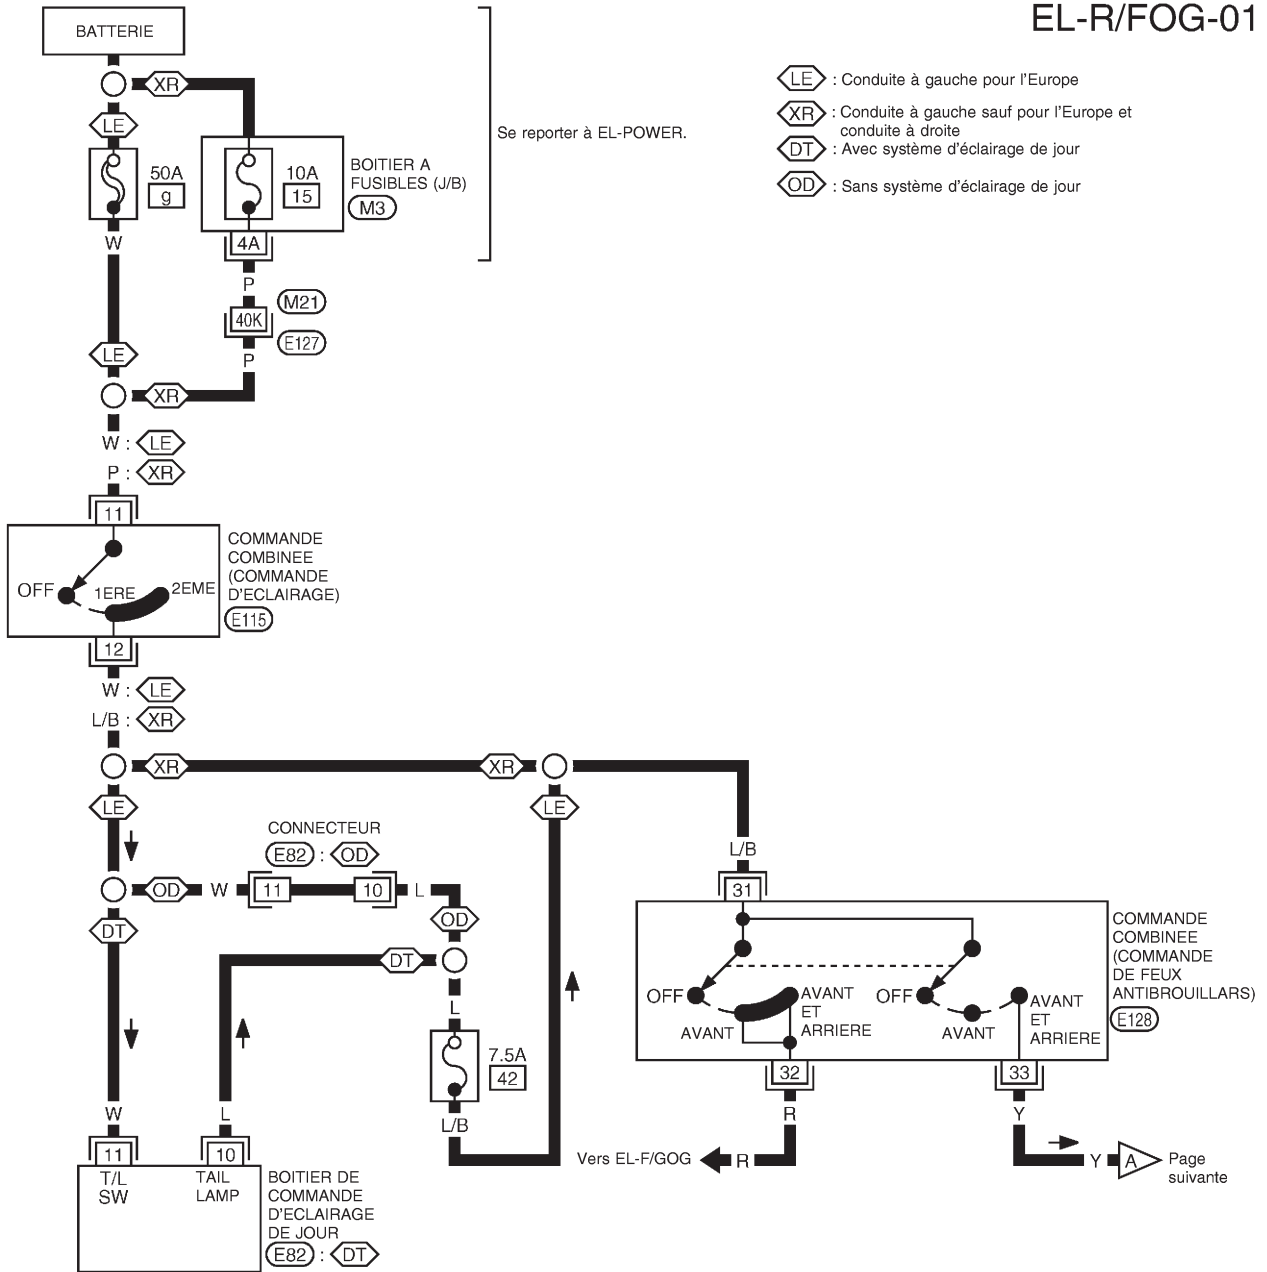 EL-R/FOG-01
BATTERIE
LE : Conduite à gauche pour l'Europe
XR : Conduite à gauche sauf pour l'Europe et
conduite à droite
DT : Avec système d'éclairage de jour
OD : Sans système d'éclairage de jour
XR
LE
Se reporter à EL-POWER.
50A
g
10A
15
BOITIER A
FUSIBLES (J/B)
M3
W
4A
P
M21
40K
E127
P
LE
XR
W : LE
P : XR
11
COMMANDE
COMBINEE
(COMMANDE
D'ECLAIRAGE)
E115
OFF
1ERE
2EME
12
W : LE
L/B : XR
XR
XR
LE
LE
CONNECTEUR
E82 : OD
L/B
OD
W
11
10
L
31
DT
OD
DT
COMMANDE
COMBINEE
(COMMANDE
DE FEUX
ANTIBROUILLARS)
E128
OFF
AVANT
AVANT
ET
ARRIERE
OFF
AVANT
AVANT
ET
ARRIERE
L
7.5A
42
32
33
W
L
L/B
R
Y
11
10
Vers EL-F/GOG
R
Y
A
Page
suivante
T/L
SW
TAIL
LAMP
BOITIER DE
COMMANDE
D'ECLAIRAGE
DE JOUR
E82 : DT